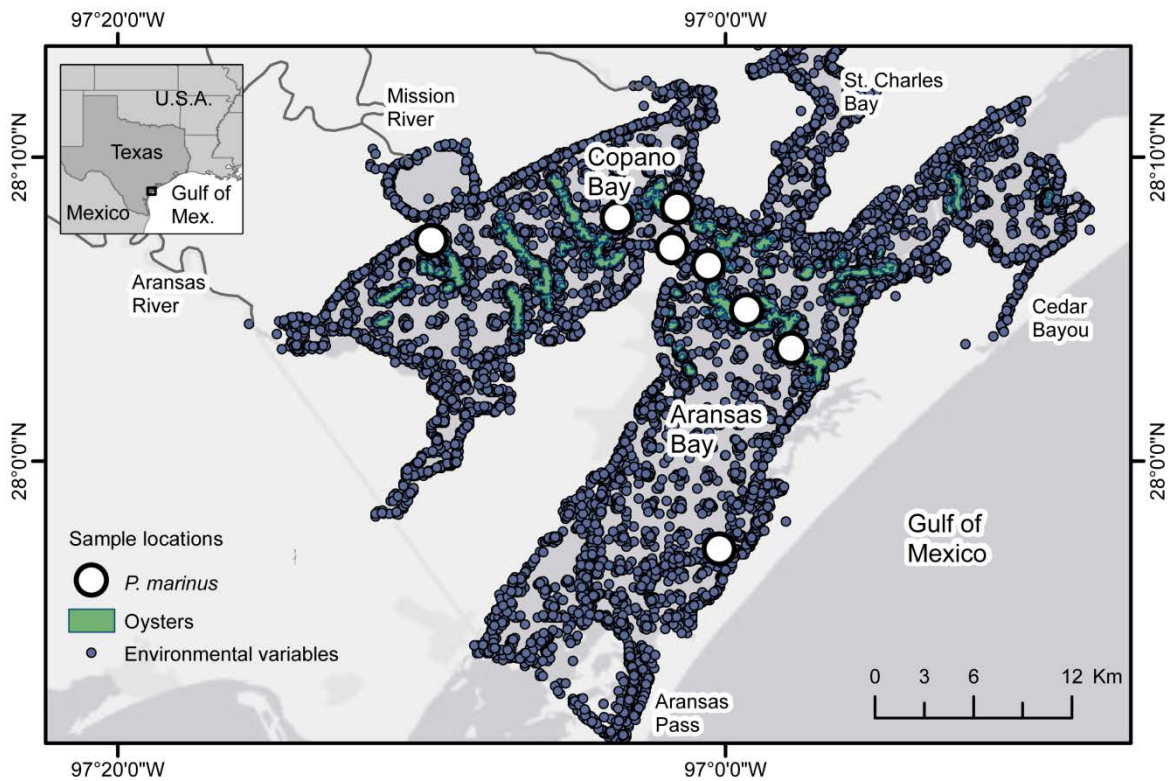 97°20'0"W
97°0'0"W
28°10'0"N
28°10'0"N
28°0'0"N
28°0'0"N
97°20'0"W
97°0'0"W
U.S.A.
Texas
Mexico
Gulf of
Mex.
Mission
River
Aransas
River
Copano
Bay
St. Charles
Bay
Cedar
Bayou
Aransas
Bay
Gulf of
Mexico
Aransas
Pass
Sample locations
P. marinus
Oysters
Environmental variables
0 3 6 12 Km